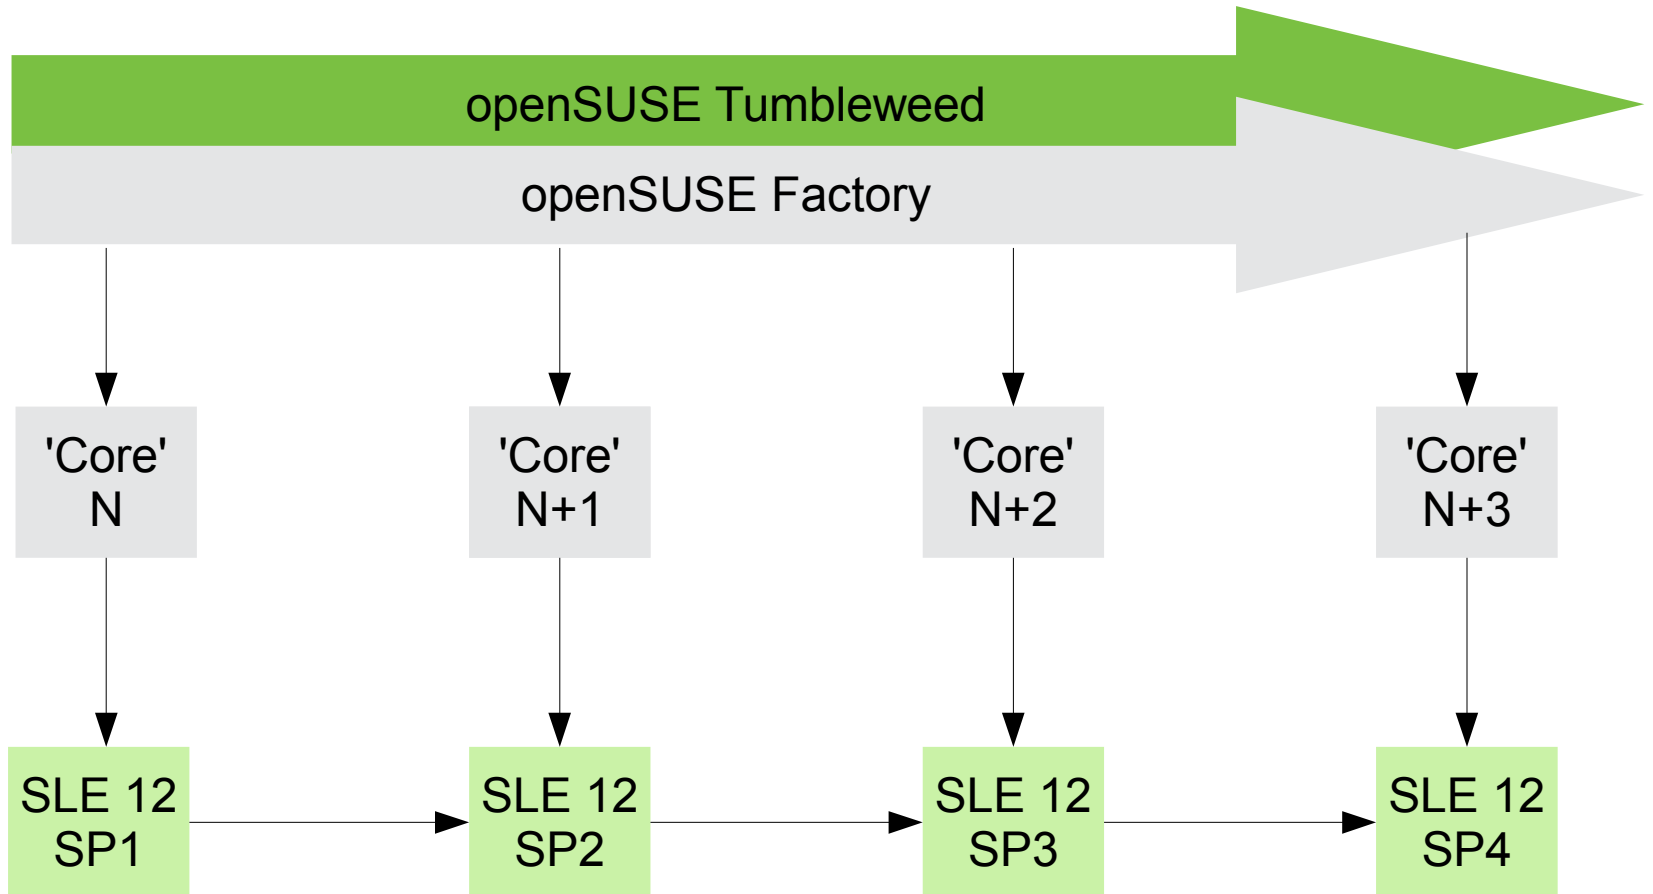 openSUSE Tumbleweed
openSUSE Factory
'Core'
N
'Core'
N+1
'Core'
N+2
'Core'
N+3
SLE 12
SP1
SLE 12
SP2
SLE 12
SP3
SLE 12
SP4